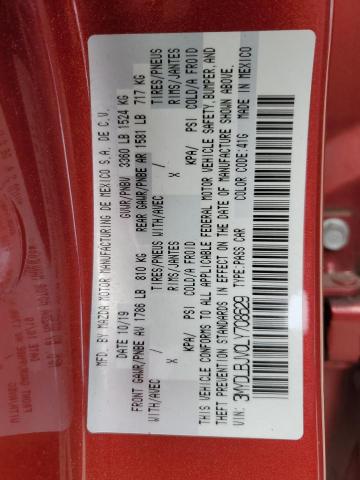 MFD. BY MAZDA MOTOR MANUFACTURING DE MEXICO S.A. DE C.V.
DATE 10/19 GVWR/PNBV 3360 LB 1524 KG
FRONT GAWR/PNBE AV 1786 LB 810 KG REAR GAWR/PNBE AR 1581 LB 717 KG
WITH/AVEC / TIRES/PNEUS WITH/AVEC / TIRES/PNEUS
X RIMS/JANTES X RIMS/JANTES
KPA/ PSI COLD/A FROID KPA/ PSI COLD/A FROID
THIS VEHICLE CONFORMS TO ALL APPLICABLE FEDERAL MOTOR VEHICLE SAFETY, BUMPER, AND
THEFT PREVENTION STANDARDS IN EFFECT ON THE DATE OF MANUFACTURE SHOWN ABOVE.
VIN: 3MVDLBJV0LY708629 TYPE:PASS CAR COLOR CODE:41G MADE IN MEXICO